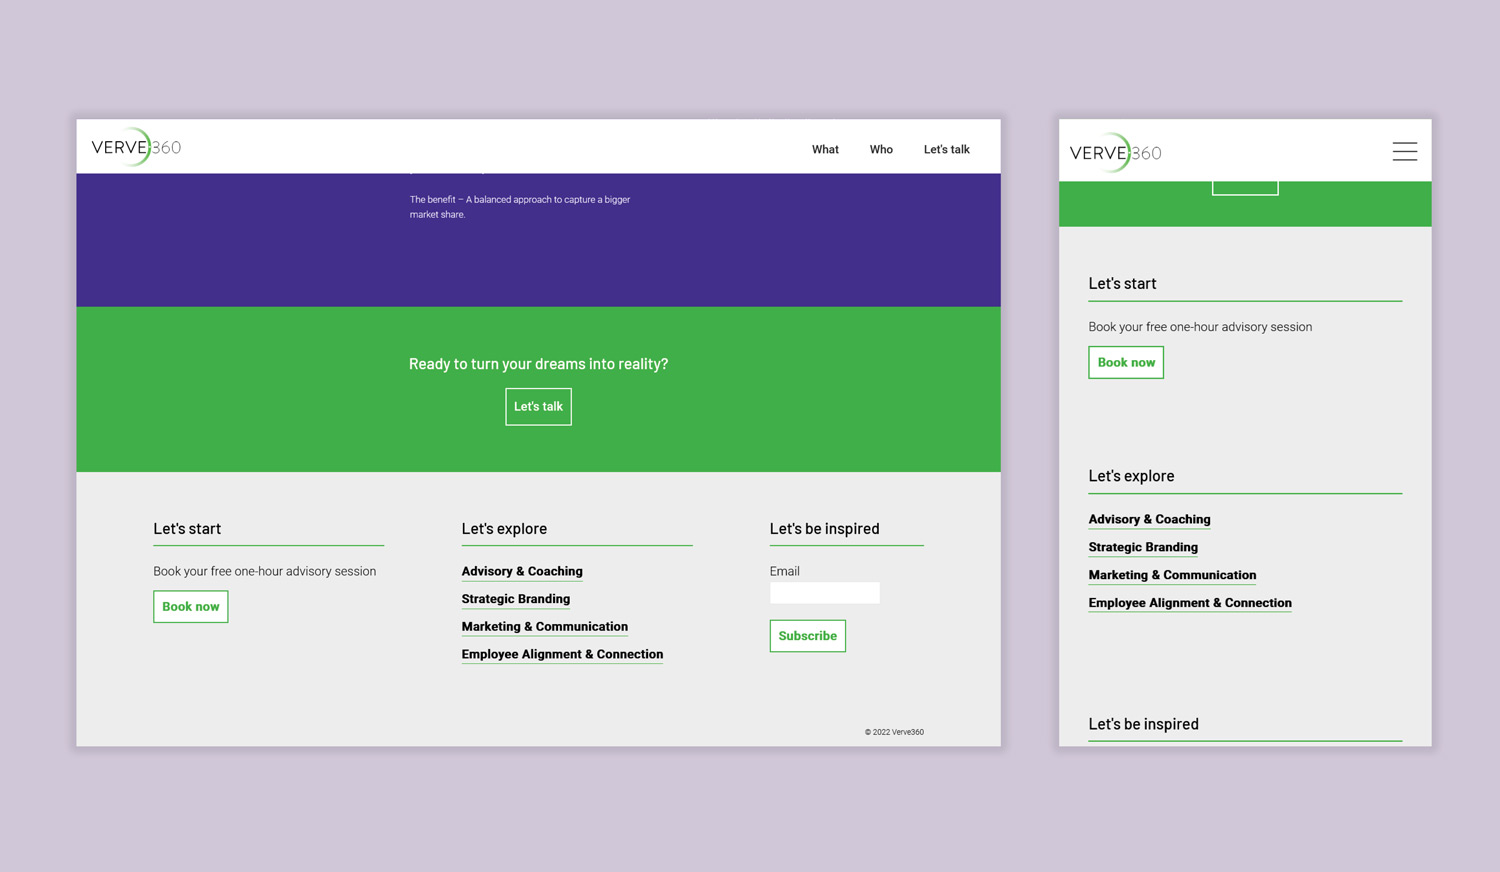 VERVE360
What
Who
Let's talk
The benefit – A balanced approach to capture a bigger
market share.
Ready to turn your dreams into reality?
Let's talk
Let's start
Book your free one-hour advisory session
Book now
Let's explore
Advisory & Coaching
Strategic Branding
Marketing & Communication
Employee Alignment & Connection
Let's be inspired
Email
Subscribe
© 2022 Verve360
VERVE360
Let's start
Book your free one-hour advisory session
Book now
Let's explore
Advisory & Coaching
Strategic Branding
Marketing & Communication
Employee Alignment & Connection
Let's be inspired